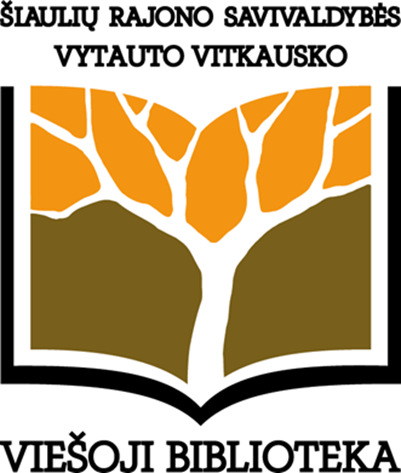 ŠIAULIŲ RAJONO SAVIVALDYBĖS
VYTAUTO VITKAUSKO
VIEŠOJI BIBLIOTEKA